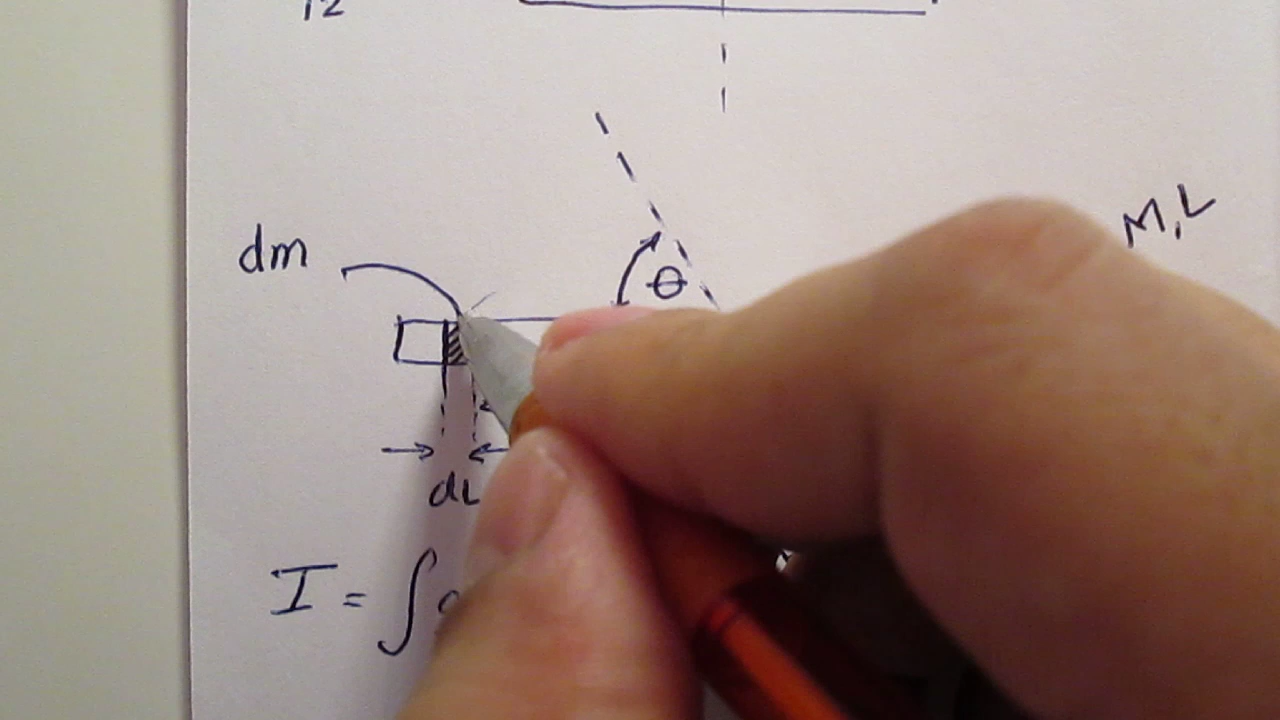 12
M, L
dm
θ
dL
I = ∫